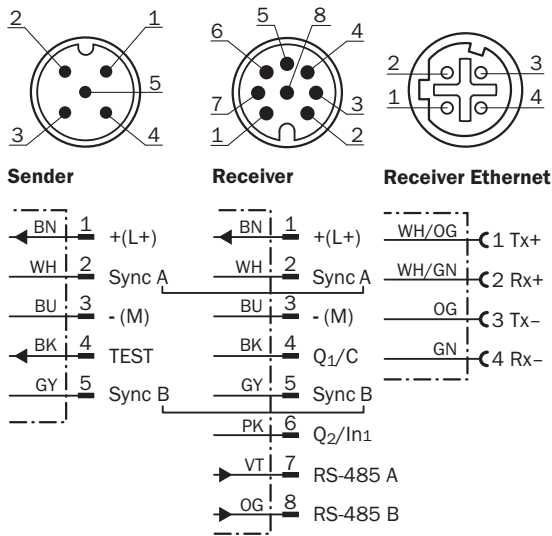 2 1
5
3 4
5 8
6 4
7 3
1 2
2 3
1 4
Sender
BN 1 +(L+)
WH 2 Sync A
BU 3 - (M)
BK 4 TEST
GY 5 Sync B
Receiver
BN 1 +(L+)
WH 2 Sync A
BU 3 - (M)
BK 4 Q1/C
GY 5 Sync B
PK 6 Q2/In1
VT 7 RS-485 A
OG 8 RS-485 B
Receiver Ethernet
WH/OG 1 Tx+
WH/GN 2 Rx+
OG 3 Tx–
GN 4 Rx–